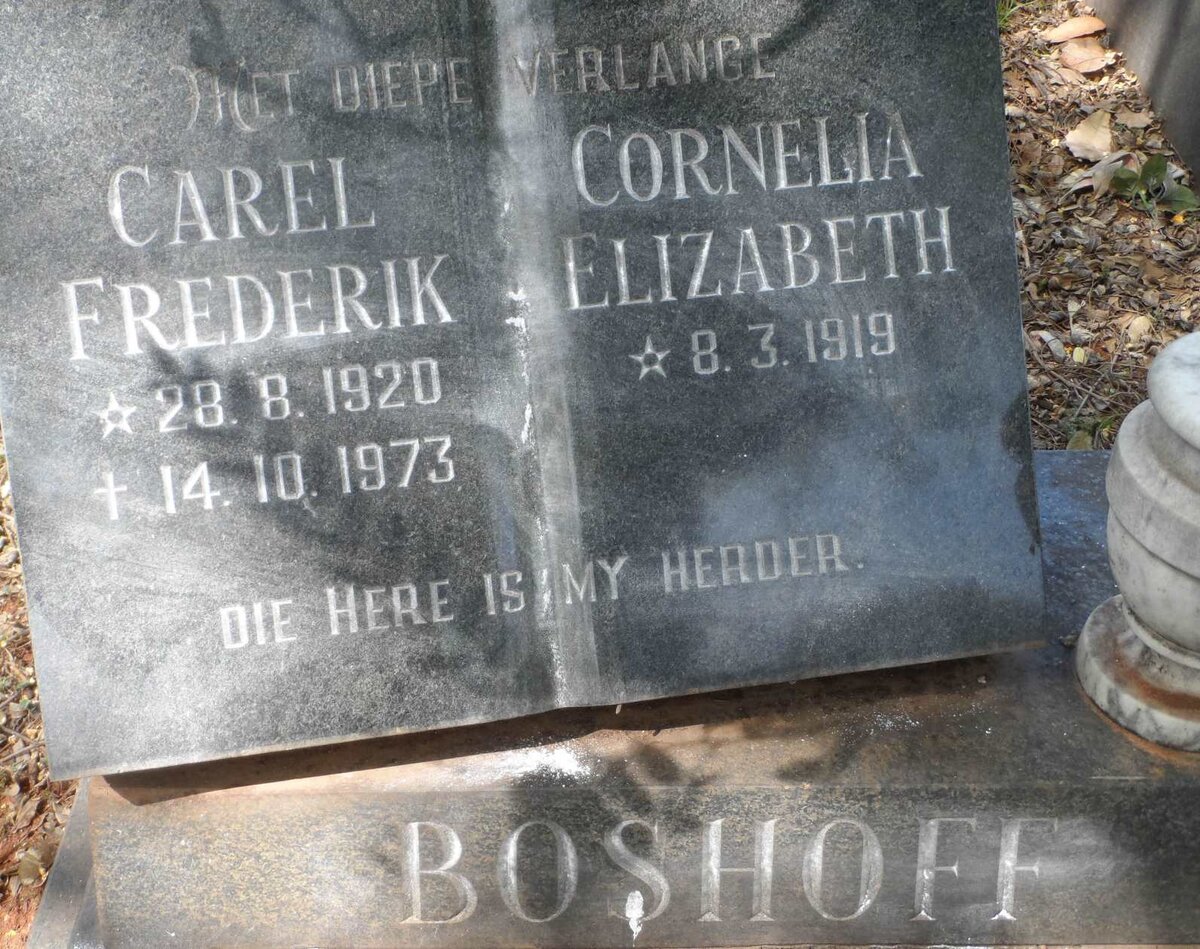 MET DIEPE VERLANGE
CAREL
FREDERIK
☆ 28. 8. 1920
† 14. 10. 1973
CORNELIA
ELIZABETH
☆ 8. 3. 1919
DIE HERE IS MY HERDER.
BOSHOFF